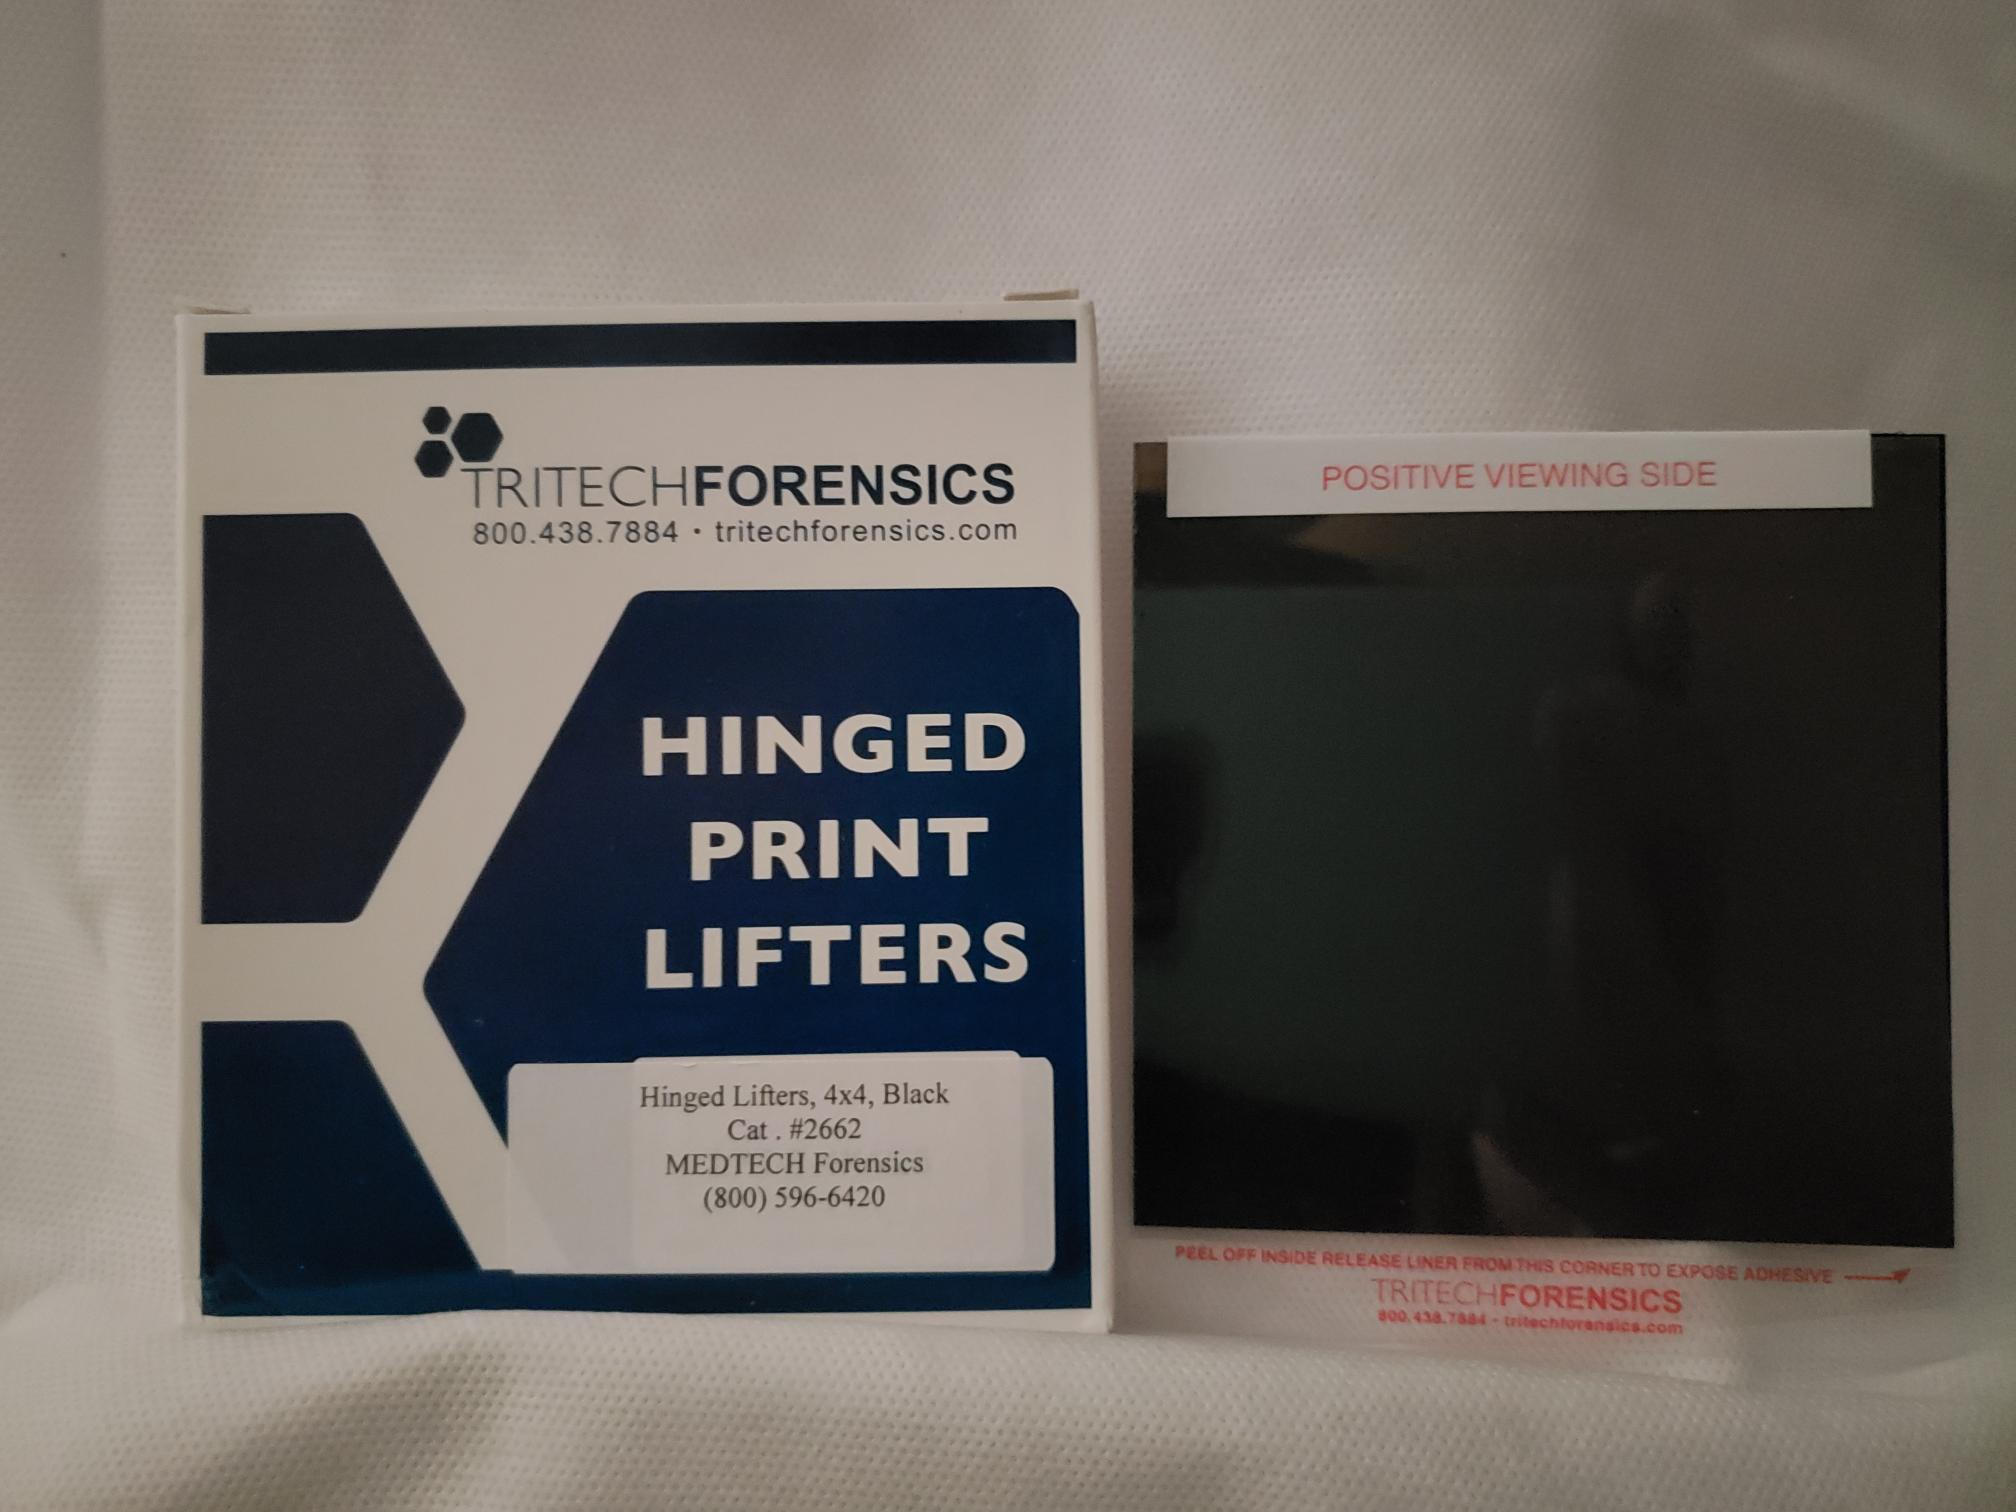 TRITECHFORENSICS
800.438.7884 • tritechforensics.com
HINGED
PRINT
LIFTERS
Hinged Lifters, 4x4, Black
Cat . #2662
MEDTECH Forensics
(800) 596-6420
POSITIVE VIEWING SIDE
PEEL OFF INSIDE RELEASE LINER FROM THIS CORNER TO EXPOSE ADHESIVE
TRITECHFORENSICS
800.438.7884 • tritechforensics.com